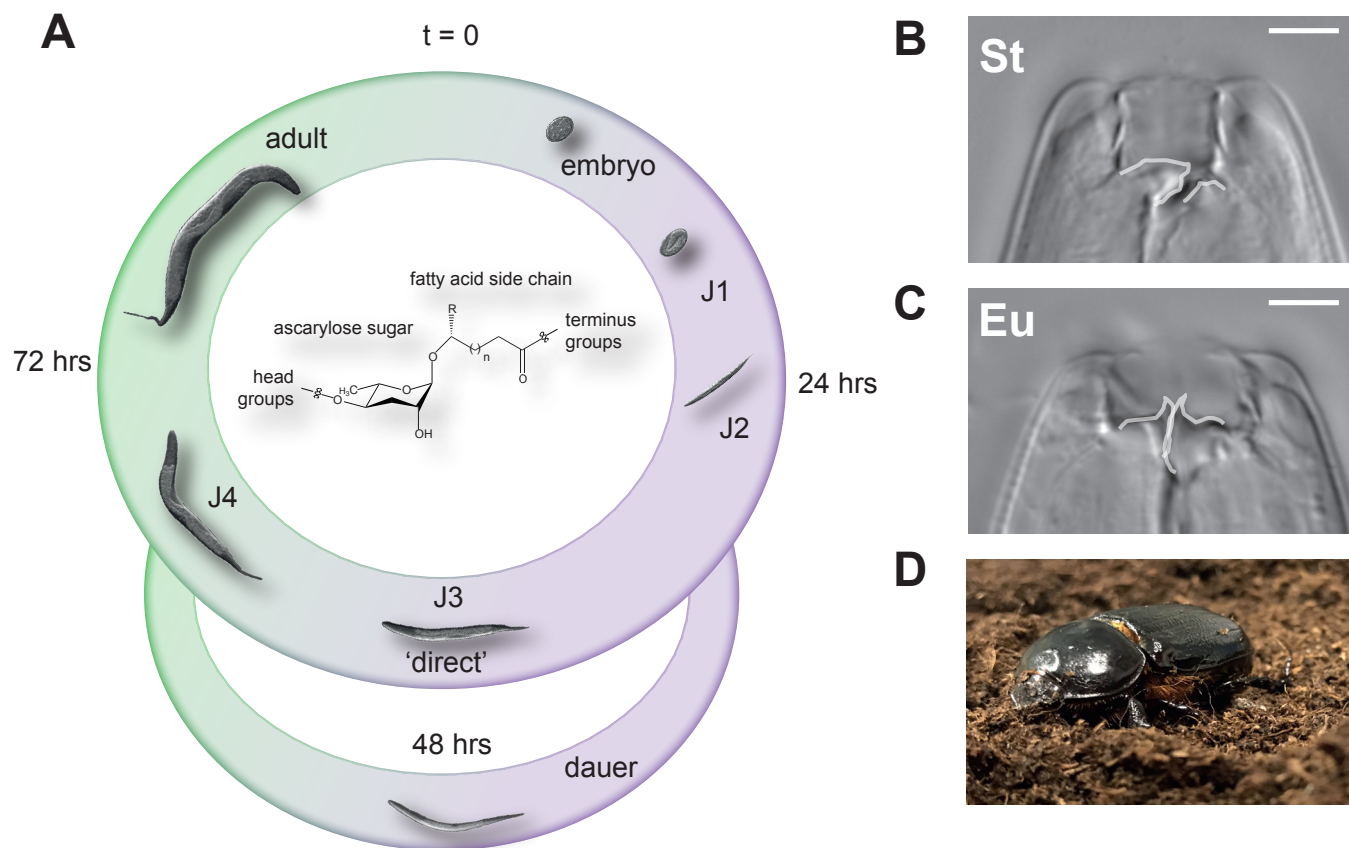 A
t = 0
adult
embryo
J1
fatty acid side chain
R
ascarylose sugar
terminus
groups
O
n
72 hrs
24 hrs
head
groups
H₃C
O
O
O
OH
J2
J4
J3
'direct'
48 hrs
dauer
B
St
C
Eu
D